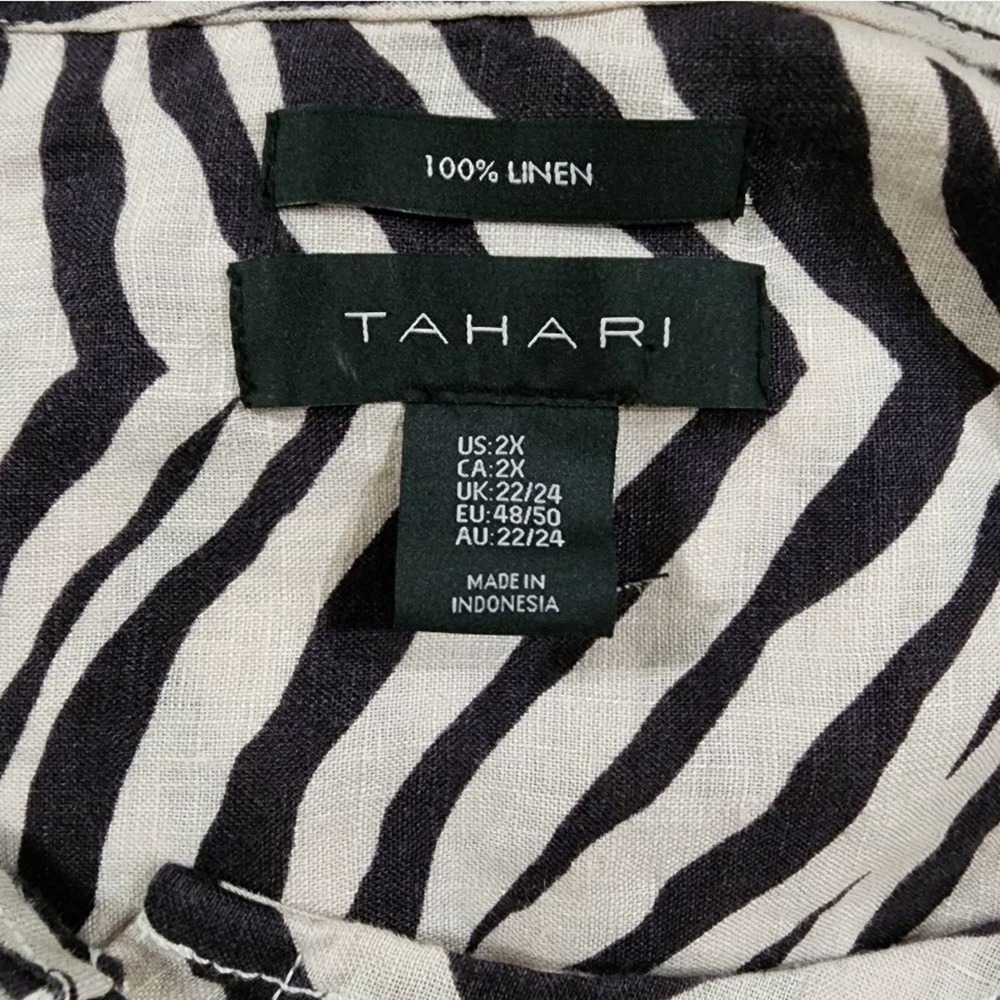 100% LINEN
TAHARI
US:2X
CA:2X
UK:22/24
EU:48/50
AU:22/24
MADE IN
INDONESIA